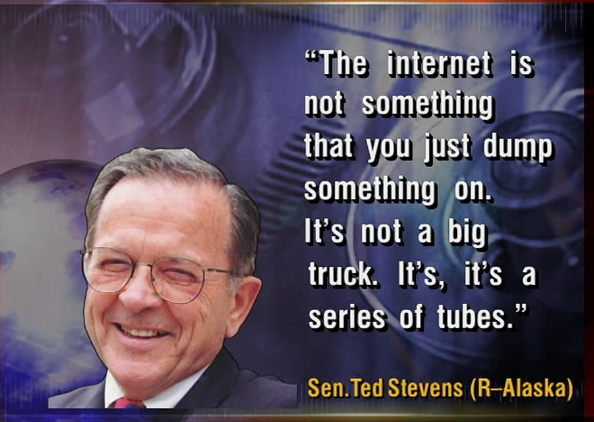 “The internet is
not something
that you just dump
something on.
It's not a big
truck. It's, it's a
series of tubes.”
Sen.Ted Stevens (R–Alaska)